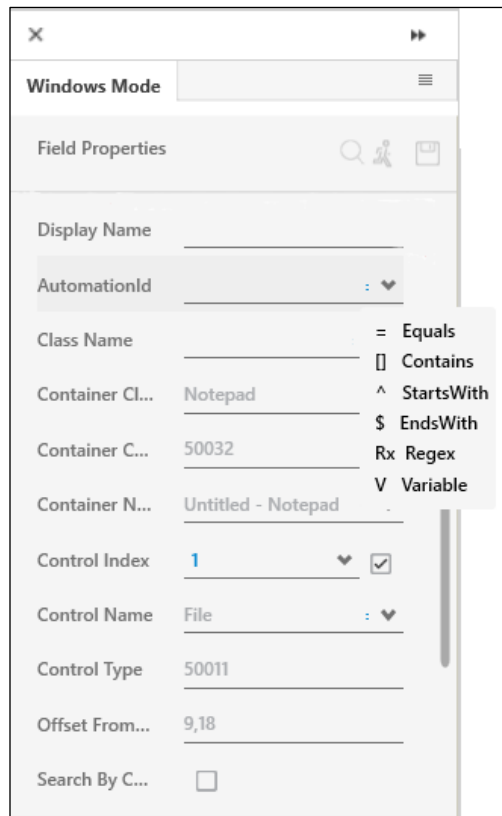 Windows Mode
Field Properties
Display Name
AutomationId =
= Equals
Class Name
[] Contains
^ StartsWith
Container Cl... Notepad
$ EndsWith
Container C... 50032
Rx Regex
V Variable
Container N... Untitled - Notepad
Control Index 1
Control Name File =
Control Type 50011
Offset From... 9,18
Search By C...